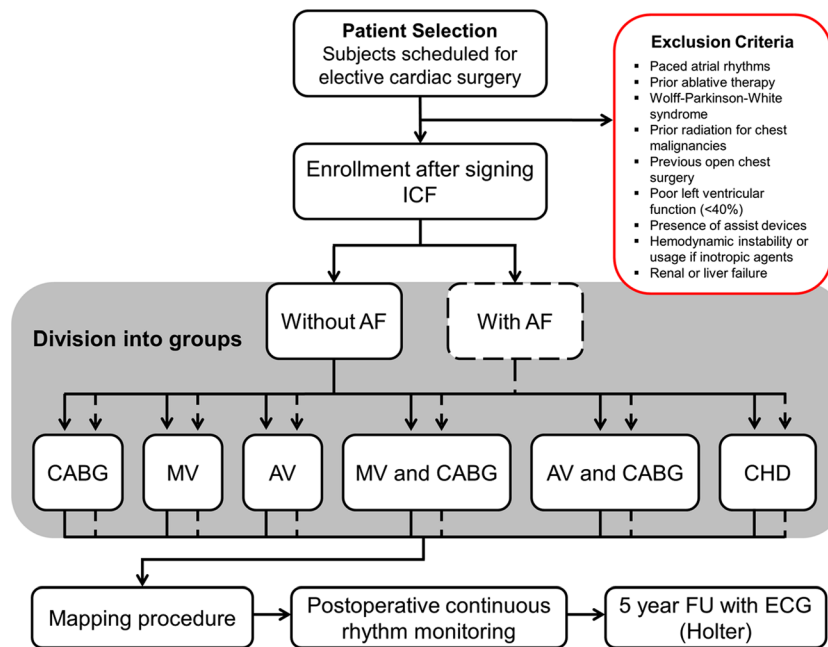 Patient Selection
Subjects scheduled for
elective cardiac surgery
Exclusion Criteria
▪ Paced atrial rhythms
▪ Prior ablative therapy
▪ Wolff-Parkinson-White
syndrome
▪ Prior radiation for chest
malignancies
▪ Previous open chest
surgery
▪ Poor left ventricular
function (<40%)
▪ Presence of assist devices
▪ Hemodynamic instability or
usage if inotropic agents
▪ Renal or liver failure
Enrollment after signing
ICF
Division into groups
Without AF
With AF
CABG
MV
AV
MV and CABG
AV and CABG
CHD
Mapping procedure
Postoperative continuous
rhythm monitoring
5 year FU with ECG
(Holter)